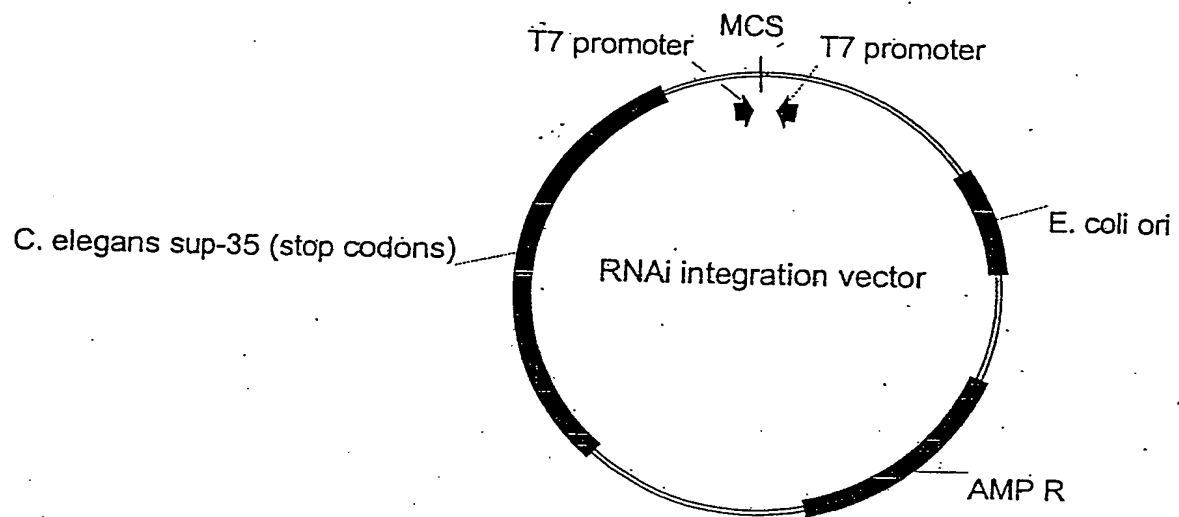 MCS
T7 promoter
T7 promoter
C. elegans sup-35 (stop codons)
E. coli ori
RNAi integration vector
AMP R